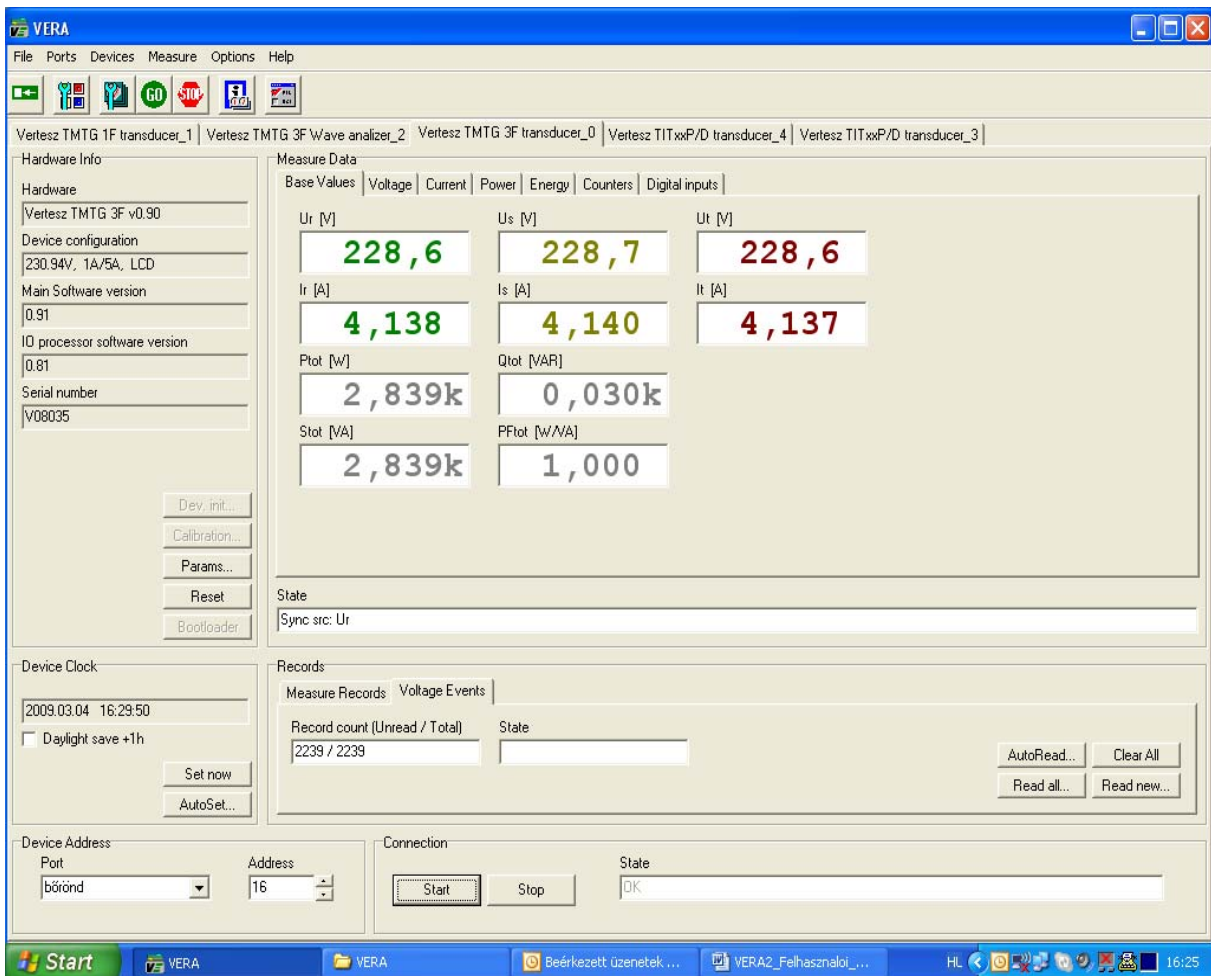 VERA
File Ports Devices Measure Options Help
GO STOP
Vertesz TMTG 1F transducer_1 Vertesz TMTG 3F Wave analizer_2 Vertesz TMTG 3F transducer_0 Vertesz TITxxP/D transducer_4 Vertesz TITxxP/D transducer_3
Hardware Info
Hardware
Vertesz TMTG 3F v0.90
Device configuration
230.94V, 1A/5A, LCD
Main Software version
0.91
IO processor software version
0.81
Serial number
V08035
Dev. init...
Calibration...
Params...
Reset
Bootloader
Measure Data
Base Values Voltage Current Power Energy Counters Digital inputs
Ur [V] Us [V] Ut [V]
228,6 228,7 228,6
Ir [A] Is [A] It [A]
4,138 4,140 4,137
Ptot [W] Qtot [VAR]
2,839k 0,030k
Stot [VA] PFtot [W/VA]
2,839k 1,000
State
Sync src: Ur
Device Clock
2009.03.04 16:29:50
Daylight save +1h
Set now
AutoSet...
Records
Measure Records Voltage Events
Record count (Unread / Total) State
2239 / 2239
AutoRead... Clear All
Read all... Read new...
Device Address
Port Address
bőrönd 16
Connection
Start Stop
State
OK
Start VERA VERA Beérkezett üzenetek ... VERA2_Felhasznaloi_... HL 16:25